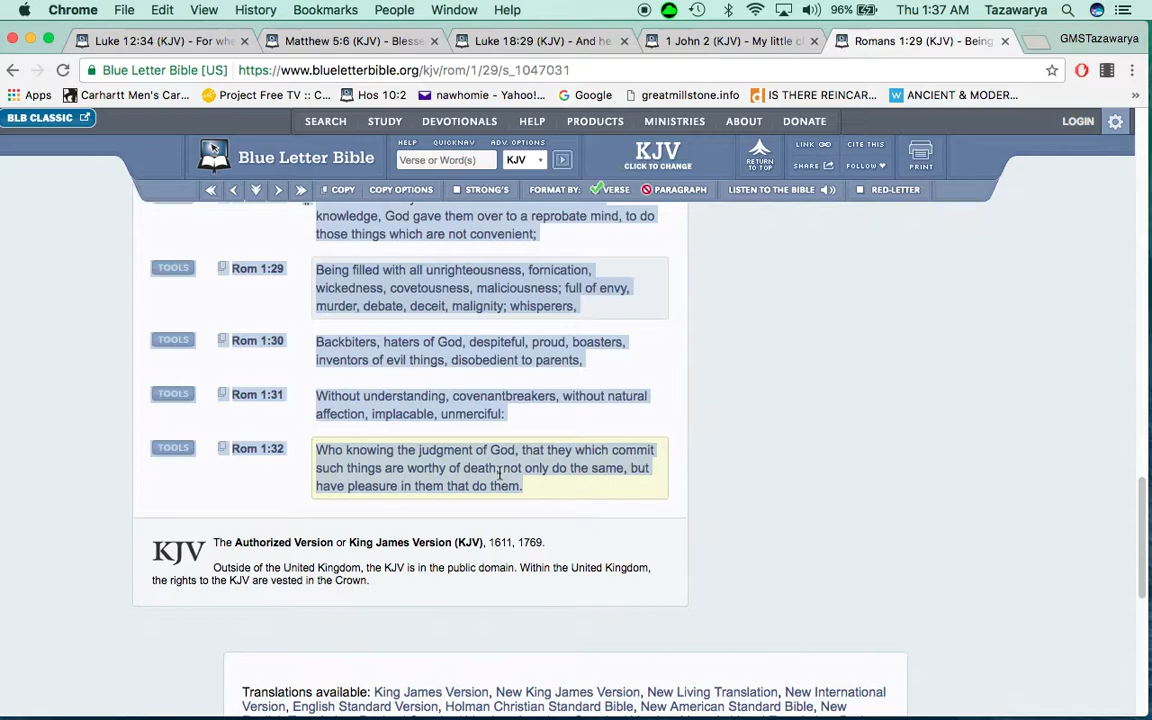 Chrome File Edit View History Bookmarks People Window Help 96% Thu 1:37 AM Tazawarya
Luke 12:34 (KJV) - For whe Matthew 5:6 (KJV) - Blesse Luke 18:29 (KJV) - And he 1 John 2 (KJV) - My little c Romans 1:29 (KJV) - Being GMSTazawarya
Blue Letter Bible [US] https://www.blueletterbible.org/kjv/rom/1/29/s_1047031
Apps Carhartt Men's Car... Project Free TV :: C... Hos 10:2 nawhomie - Yahoo!... Google greatmillstone.info IS THERE REINCAR... ANCIENT & MODER... »
BLB CLASSIC SEARCH STUDY DEVOTIONALS HELP PRODUCTS MINISTRIES ABOUT DONATE LOGIN
HELP QUICKNAV ADV. OPTIONS
Blue Letter Bible Verse or Word(s) KJV
KJV
CLICK TO CHANGE
RETURN TO TOP
LINK CITE THIS
SHARE FOLLOW
PRINT
COPY COPY OPTIONS STRONG'S FORMAT BY: VERSE PARAGRAPH LISTEN TO THE BIBLE RED-LETTER
knowledge, God gave them over to a reprobate mind, to do
those things which are not convenient;
TOOLS Rom 1:29 Being filled with all unrighteousness, fornication,
wickedness, covetousness, maliciousness; full of envy,
murder, debate, deceit, malignity; whisperers,
TOOLS Rom 1:30 Backbiters, haters of God, despiteful, proud, boasters,
inventors of evil things, disobedient to parents,
TOOLS Rom 1:31 Without understanding, covenantbreakers, without natural
affection, implacable, unmerciful:
TOOLS Rom 1:32 Who knowing the judgment of God, that they which commit
such things are worthy of death, not only do the same, but
have pleasure in them that do them.
KJV The Authorized Version or King James Version (KJV), 1611, 1769.
Outside of the United Kingdom, the KJV is in the public domain. Within the United Kingdom,
the rights to the KJV are vested in the Crown.
Translations available: King James Version, New King James Version, New Living Translation, New International
Version, English Standard Version, Holman Christian Standard Bible, New American Standard Bible, New